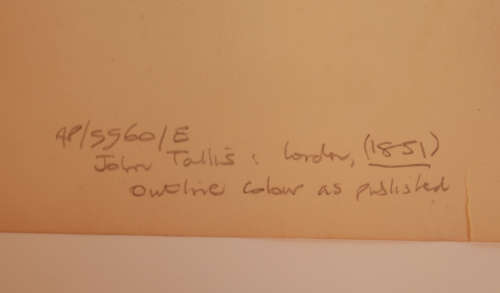 AP/5560/E
John Tallis : London, (1851)
Outline colour as published